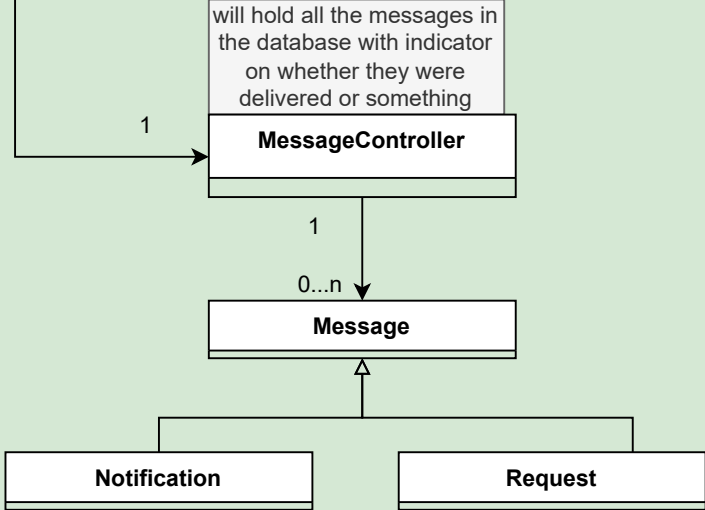 will hold all the messages in
the database with indicator
on whether they were
delivered or something
1
MessageController
1
0...n
Message
Notification
Request